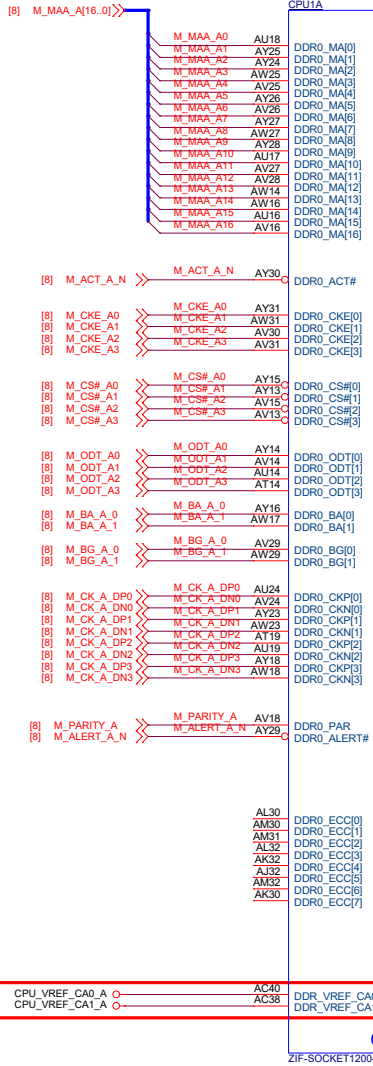 CPU1A
[8] M_MAA_A[16..0]
M_MAA_A0 AU18 DDR0_MA[0]
M_MAA_A1 AY25 DDR0_MA[1]
M_MAA_A2 AY24 DDR0_MA[2]
M_MAA_A3 AW25 DDR0_MA[3]
M_MAA_A4 AV25 DDR0_MA[4]
M_MAA_A5 AY26 DDR0_MA[5]
M_MAA_A6 AV26 DDR0_MA[6]
M_MAA_A7 AY27 DDR0_MA[7]
M_MAA_A8 AW27 DDR0_MA[8]
M_MAA_A9 AY28 DDR0_MA[9]
M_MAA_A10 AU17 DDR0_MA[10]
M_MAA_A11 AV27 DDR0_MA[11]
M_MAA_A12 AV28 DDR0_MA[12]
M_MAA_A13 AW14 DDR0_MA[13]
M_MAA_A14 AW16 DDR0_MA[14]
M_MAA_A15 AU16 DDR0_MA[15]
M_MAA_A16 AV16 DDR0_MA[16]
[8] M_ACT_A_N M_ACT_A_N AY30 DDR0_ACT#
[8] M_CKE_A0 M_CKE_A0 AY31 DDR0_CKE[0]
[8] M_CKE_A1 M_CKE_A1 AW31 DDR0_CKE[1]
[8] M_CKE_A2 M_CKE_A2 AV30 DDR0_CKE[2]
[8] M_CKE_A3 M_CKE_A3 AV31 DDR0_CKE[3]
[8] M_CS#_A0 M_CS#_A0 AY15 DDR0_CS#[0]
[8] M_CS#_A1 M_CS#_A1 AY13 DDR0_CS#[1]
[8] M_CS#_A2 M_CS#_A2 AV15 DDR0_CS#[2]
[8] M_CS#_A3 M_CS#_A3 AV13 DDR0_CS#[3]
[8] M_ODT_A0 M_ODT_A0 AY14 DDR0_ODT[0]
[8] M_ODT_A1 M_ODT_A1 AV14 DDR0_ODT[1]
[8] M_ODT_A2 M_ODT_A2 AU14 DDR0_ODT[2]
[8] M_ODT_A3 M_ODT_A3 AT14 DDR0_ODT[3]
[8] M_BA_A_0 M_BA_A_0 AY16 DDR0_BA[0]
[8] M_BA_A_1 M_BA_A_1 AW17 DDR0_BA[1]
[8] M_BG_A_0 M_BG_A_0 AV29 DDR0_BG[0]
[8] M_BG_A_1 M_BG_A_1 AW29 DDR0_BG[1]
[8] M_CK_A_DP0 M_CK_A_DP0 AU24 DDR0_CKP[0]
[8] M_CK_A_DN0 M_CK_A_DN0 AV24 DDR0_CKN[0]
[8] M_CK_A_DP1 M_CK_A_DP1 AY23 DDR0_CKP[1]
[8] M_CK_A_DN1 M_CK_A_DN1 AW23 DDR0_CKN[1]
[8] M_CK_A_DP2 M_CK_A_DP2 AT19 DDR0_CKP[2]
[8] M_CK_A_DN2 M_CK_A_DN2 AU19 DDR0_CKN[2]
[8] M_CK_A_DP3 M_CK_A_DP3 AY18 DDR0_CKP[3]
[8] M_CK_A_DN3 M_CK_A_DN3 AW18 DDR0_CKN[3]
[8] M_PARITY_A M_PARITY_A AV18 DDR0_PAR
[8] M_ALERT_A_N M_ALERT_A_N AY29 DDR0_ALERT#
AL30 DDR0_ECC[0]
AM30 DDR0_ECC[1]
AM31 DDR0_ECC[2]
AL32 DDR0_ECC[3]
AK32 DDR0_ECC[4]
AJ32 DDR0_ECC[5]
AM32 DDR0_ECC[6]
AK30 DDR0_ECC[7]
CPU_VREF_CA0_A AC40 DDR_VREF_CA0
CPU_VREF_CA1_A AC38 DDR_VREF_CA1
ZIF-SOCKET1200-